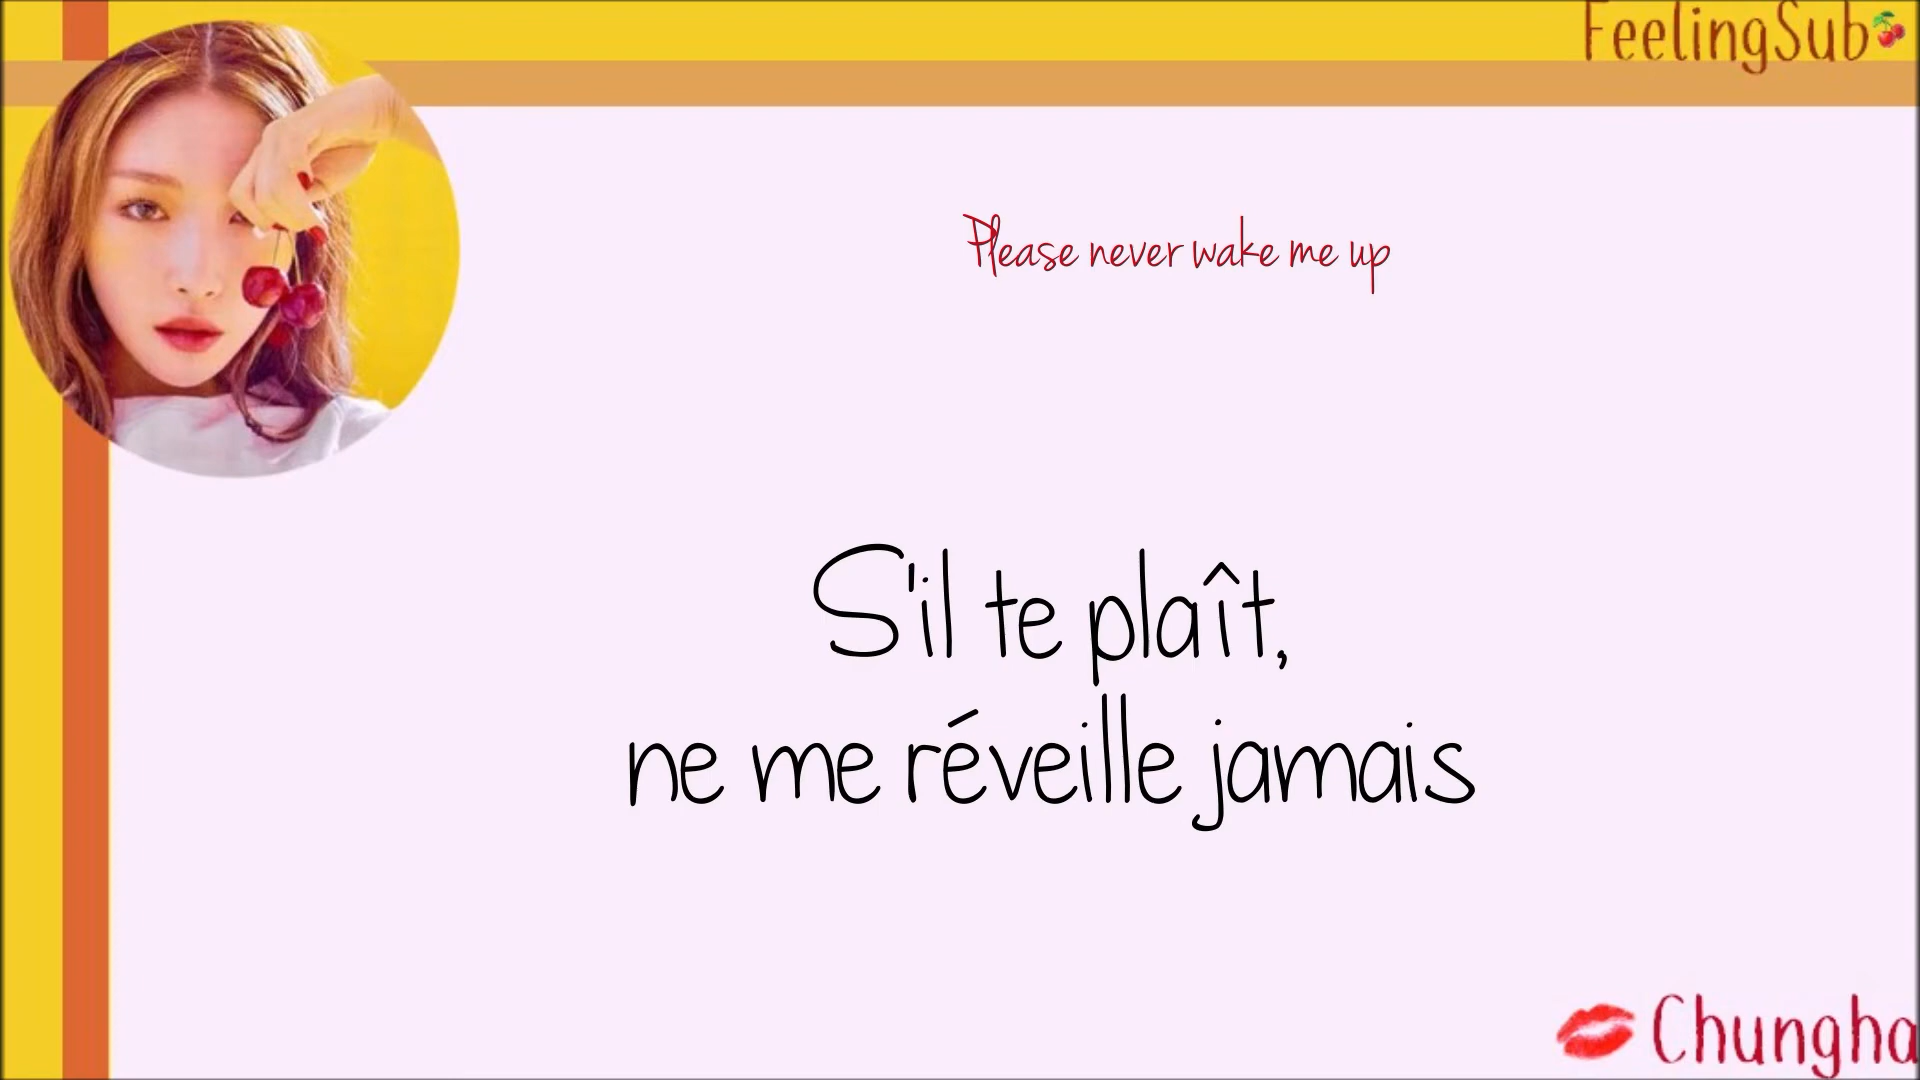 FeelingSub
Please never wake me up
S'il te plaît,
ne me réveille jamais
Chungha